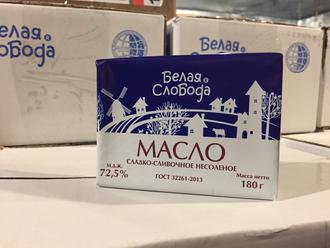 Белая
Слобода
Белая
Слобода
Белая
Слобода
МАСЛО
СЛАДКО-СЛИВОЧНОЕ НЕСОЛЕНОЕ
М.Д.Ж.
72,5%
ГОСТ 32261-2013
Масса нетто
180 г